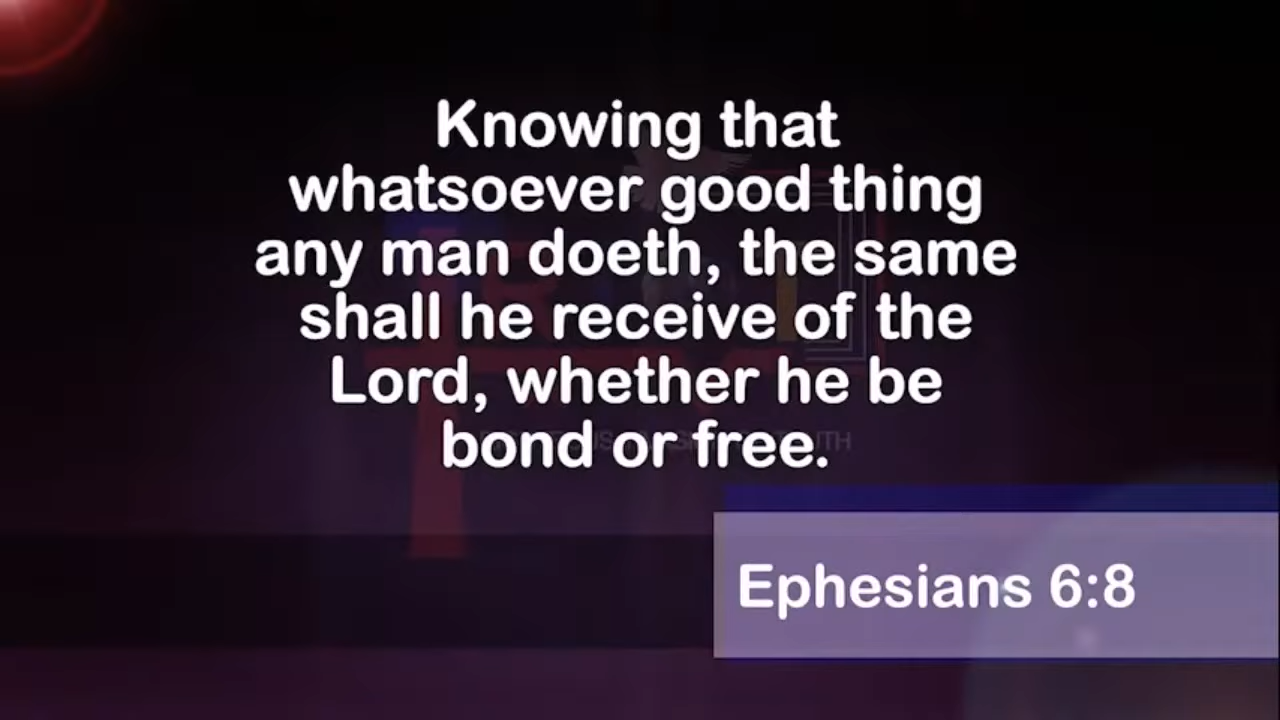 Knowing that
whatsoever good thing
any man doeth, the same
shall he receive of the
Lord, whether he be
bond or free.
Ephesians 6:8